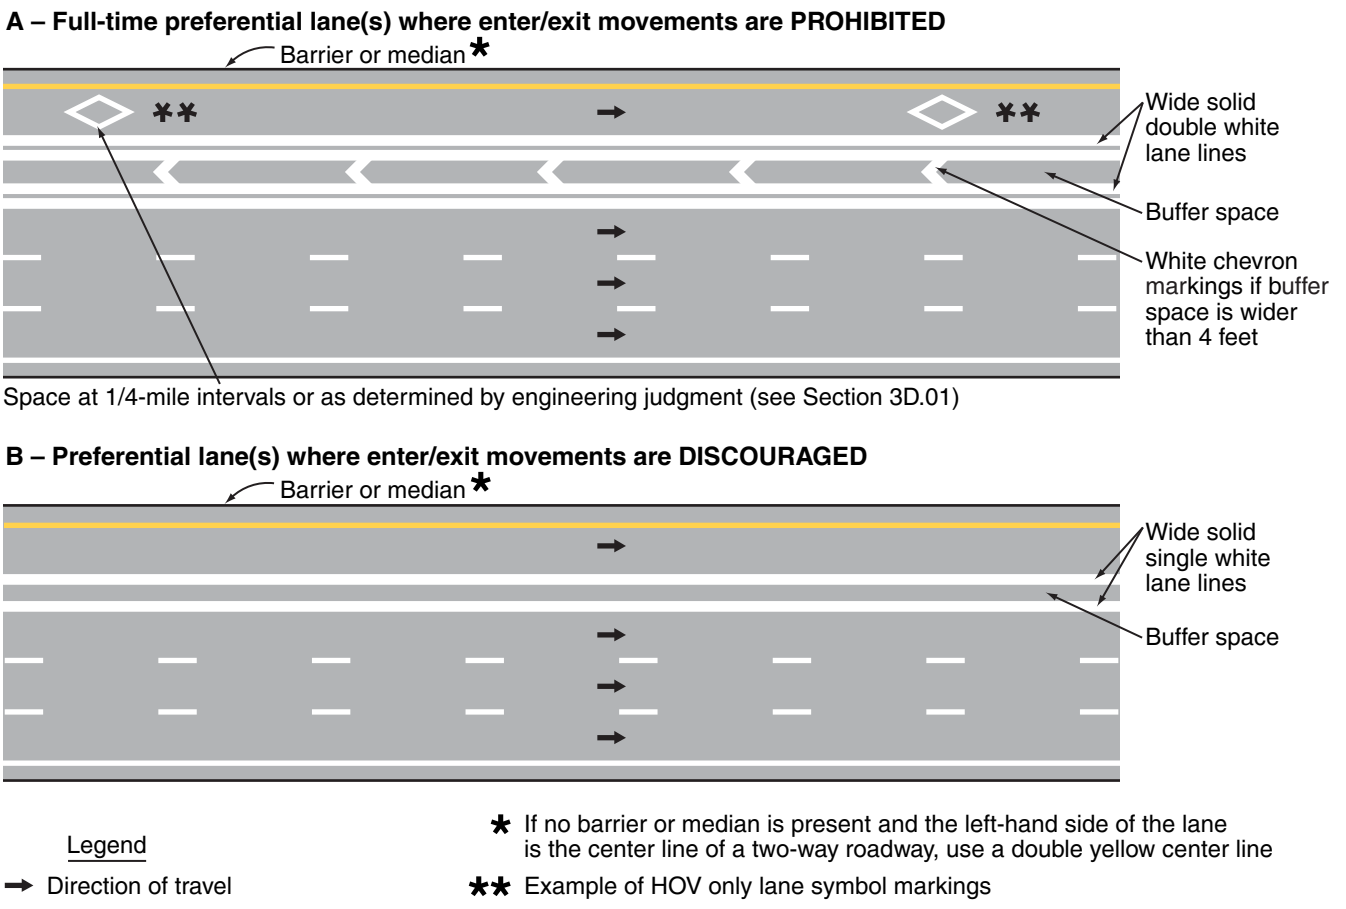 A – Full-time preferential lane(s) where enter/exit movements are PROHIBITED
Barrier or median *
**
**
Wide solid
double white
lane lines
Buffer space
White chevron
markings if buffer
space is wider
than 4 feet
Space at 1/4-mile intervals or as determined by engineering judgment (see Section 3D.01)
B – Preferential lane(s) where enter/exit movements are DISCOURAGED
Barrier or median *
Wide solid
single white
lane lines
Buffer space
Legend
Direction of travel
* If no barrier or median is present and the left-hand side of the lane
is the center line of a two-way roadway, use a double yellow center line
** Example of HOV only lane symbol markings